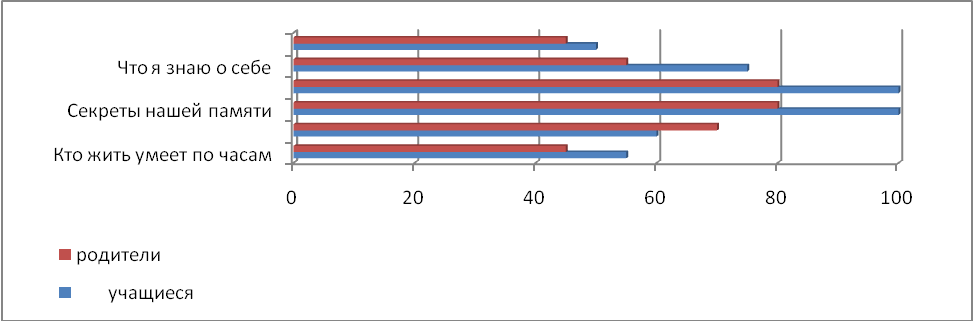 Что я знаю о себе
Секреты нашей памяти
Кто жить умеет по часам
0 20 40 60 80 100
родители
учащиеся